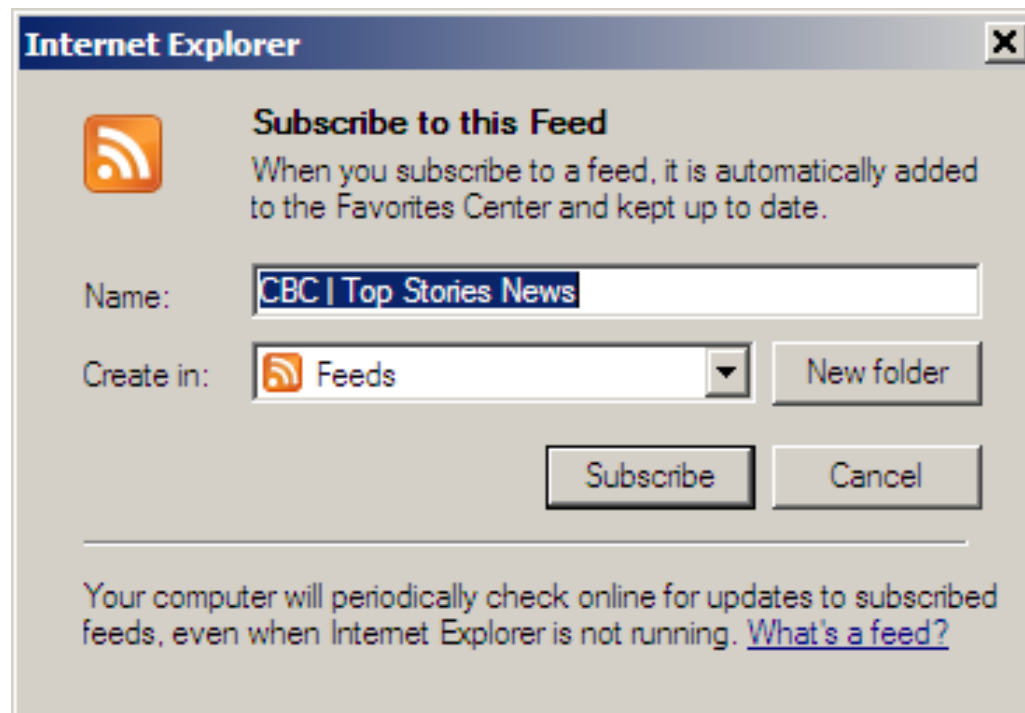 Internet Explorer
Subscribe to this Feed
When you subscribe to a feed, it is automatically added
to the Favorites Center and kept up to date.
Name: CBC | Top Stories News
Create in: Feeds New folder
Subscribe Cancel
Your computer will periodically check online for updates to subscribed
feeds, even when Internet Explorer is not running. What's a feed?